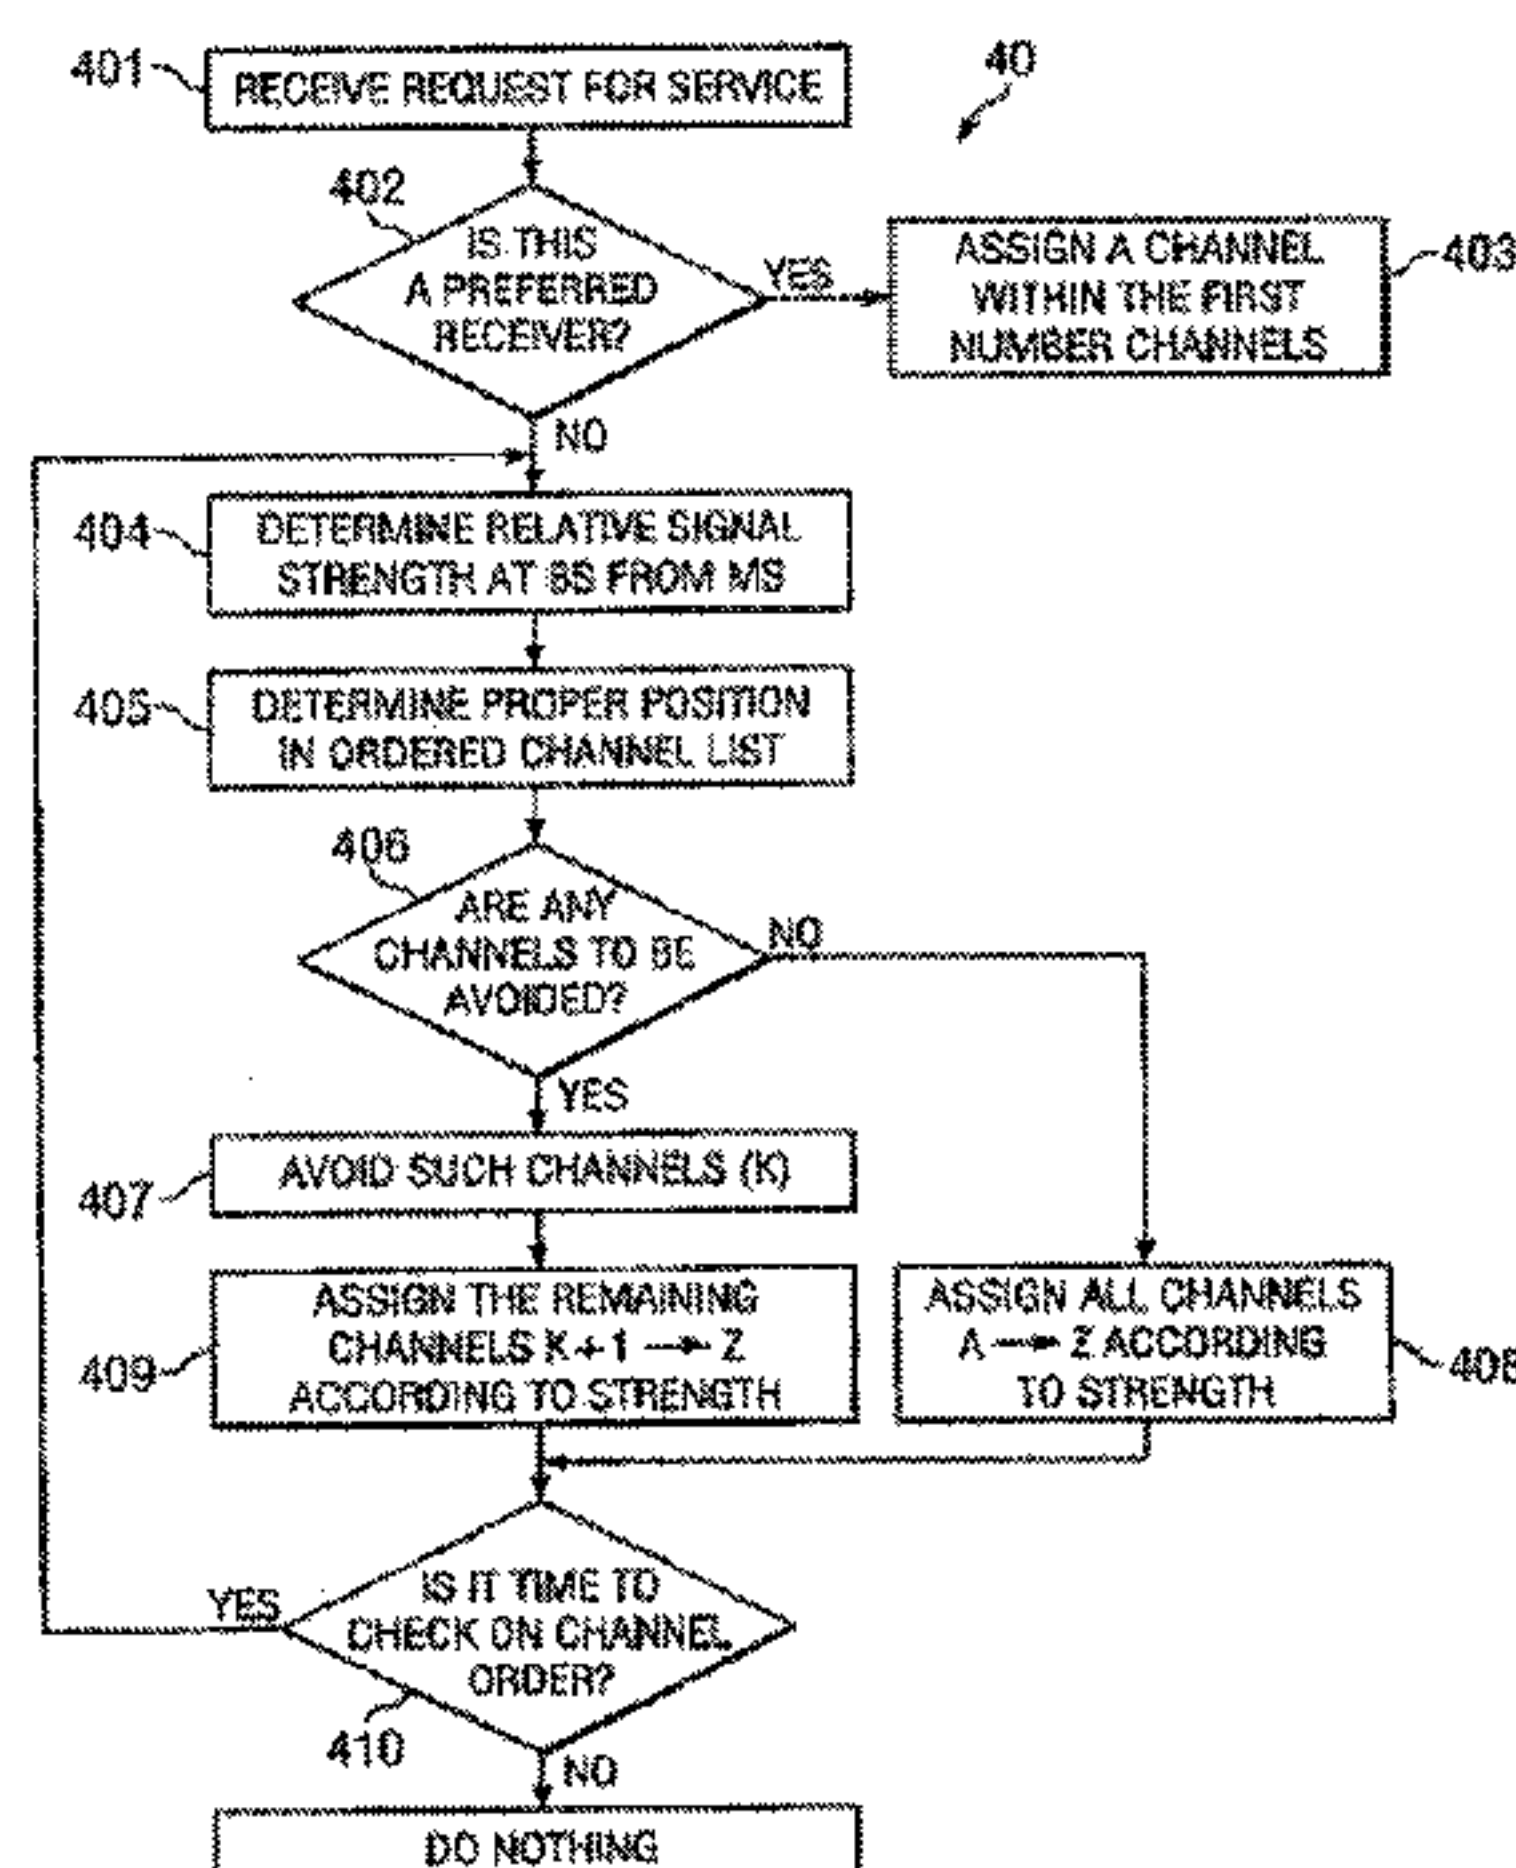 401
RECEIVE REQUEST FOR SERVICE
40
402
IS THIS
A PREFERRED
RECEIVER?
YES
ASSIGN A CHANNEL
WITHIN THE FIRST
NUMBER CHANNELS
403
NO
404
DETERMINE RELATIVE SIGNAL
STRENGTH AT BS FROM MS
405
DETERMINE PROPER POSITION
IN ORDERED CHANNEL LIST
406
ARE ANY
CHANNELS TO BE
AVOIDED?
NO
YES
407
AVOID SUCH CHANNELS (K)
409
ASSIGN THE REMAINING
CHANNELS K+1 → Z
ACCORDING TO STRENGTH
ASSIGN ALL CHANNELS
A → Z ACCORDING
TO STRENGTH
408
YES
IS IT TIME TO
CHECK ON CHANNEL
ORDER?
410
NO
DO NOTHING